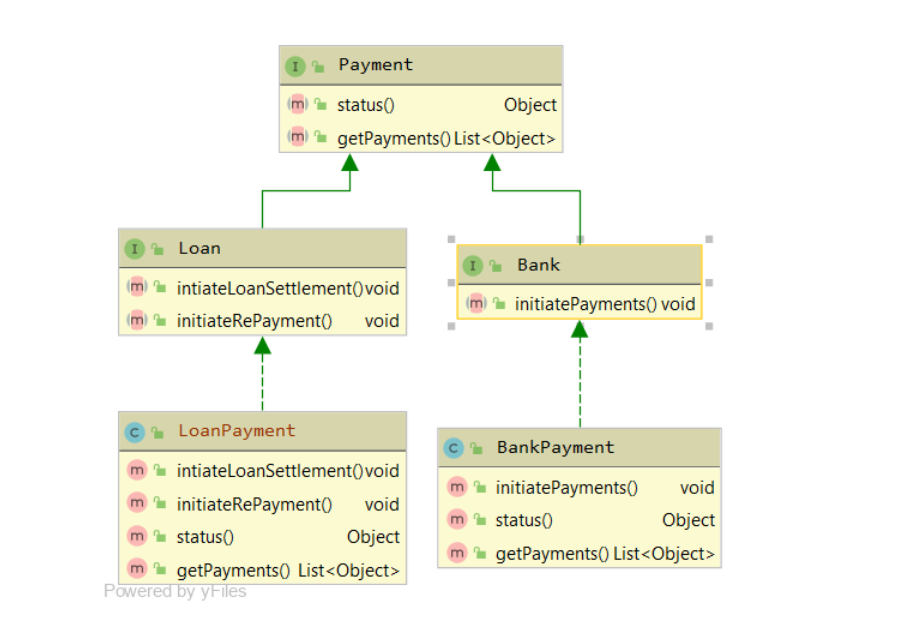 Payment
status() Object
getPayments() List<Object>
Loan
intiateLoanSettlement() void
initiateRePayment() void
Bank
initiatePayments() void
LoanPayment
intiateLoanSettlement() void
initiateRePayment() void
status() Object
getPayments() List<Object>
BankPayment
initiatePayments() void
status() Object
getPayments() List<Object>
Powered by yFiles